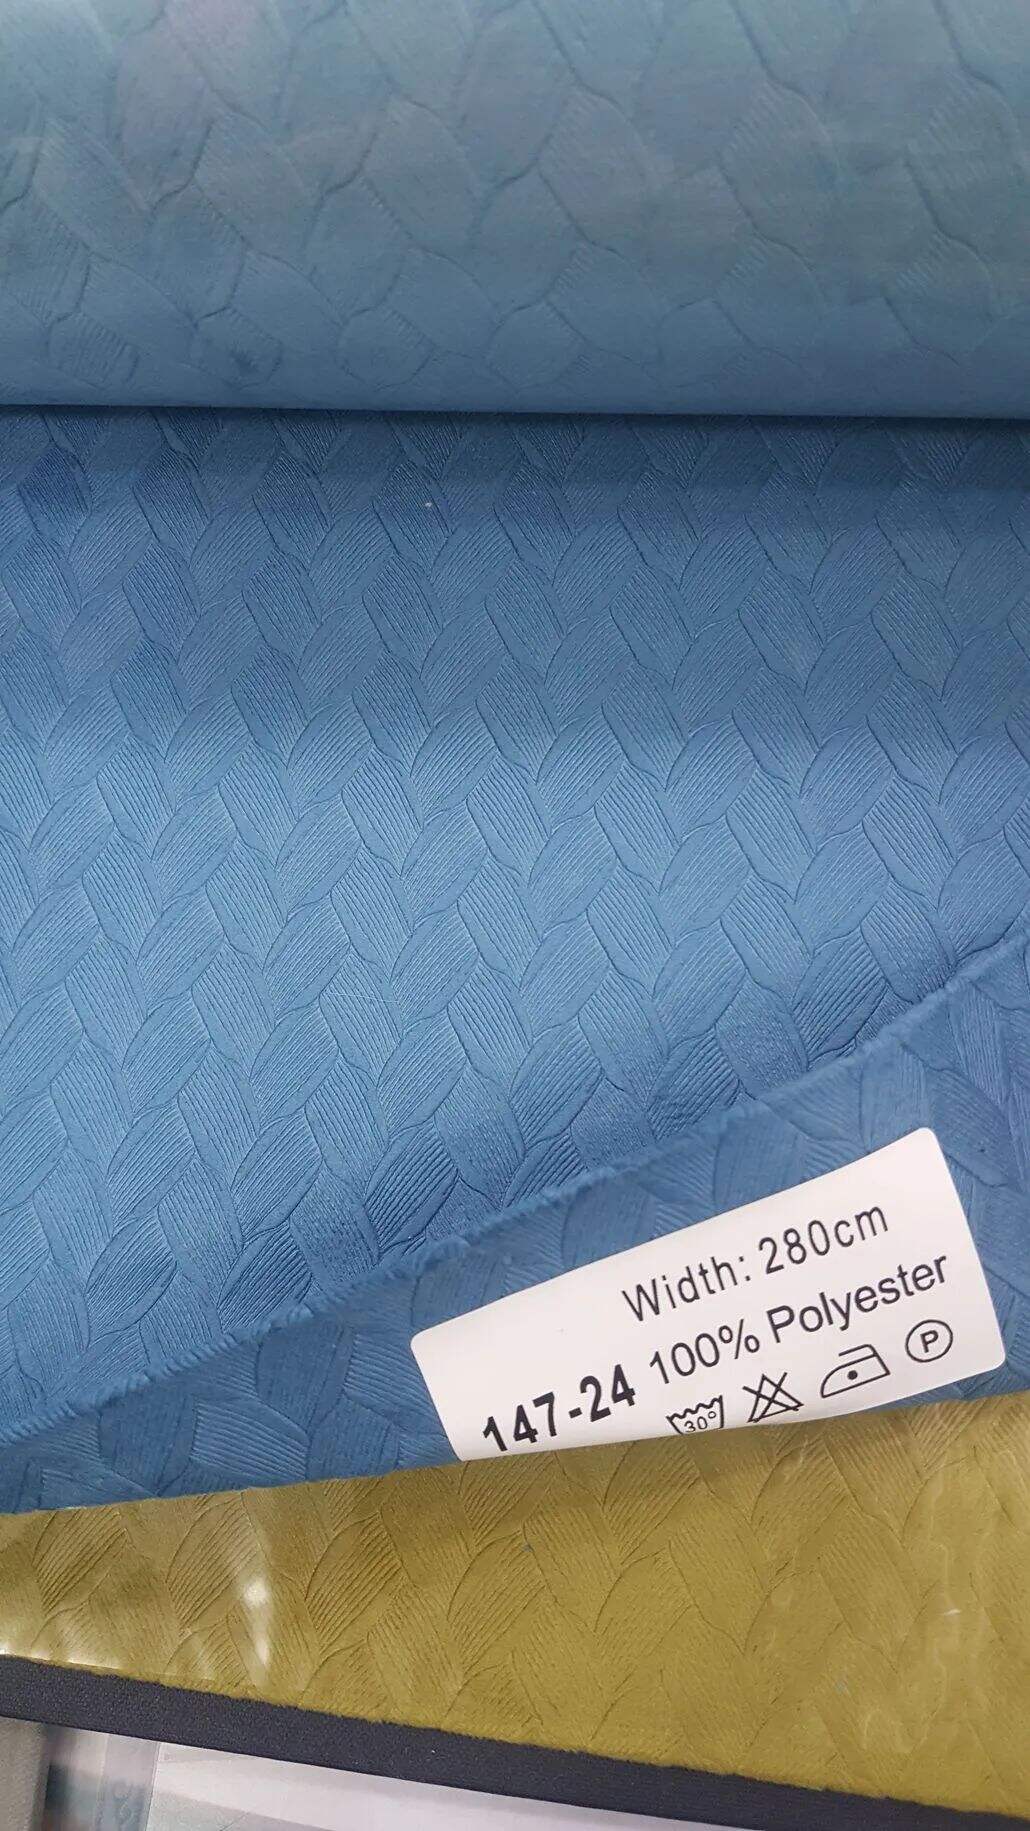 Width: 280cm
147-24 100% Polyester
30° P